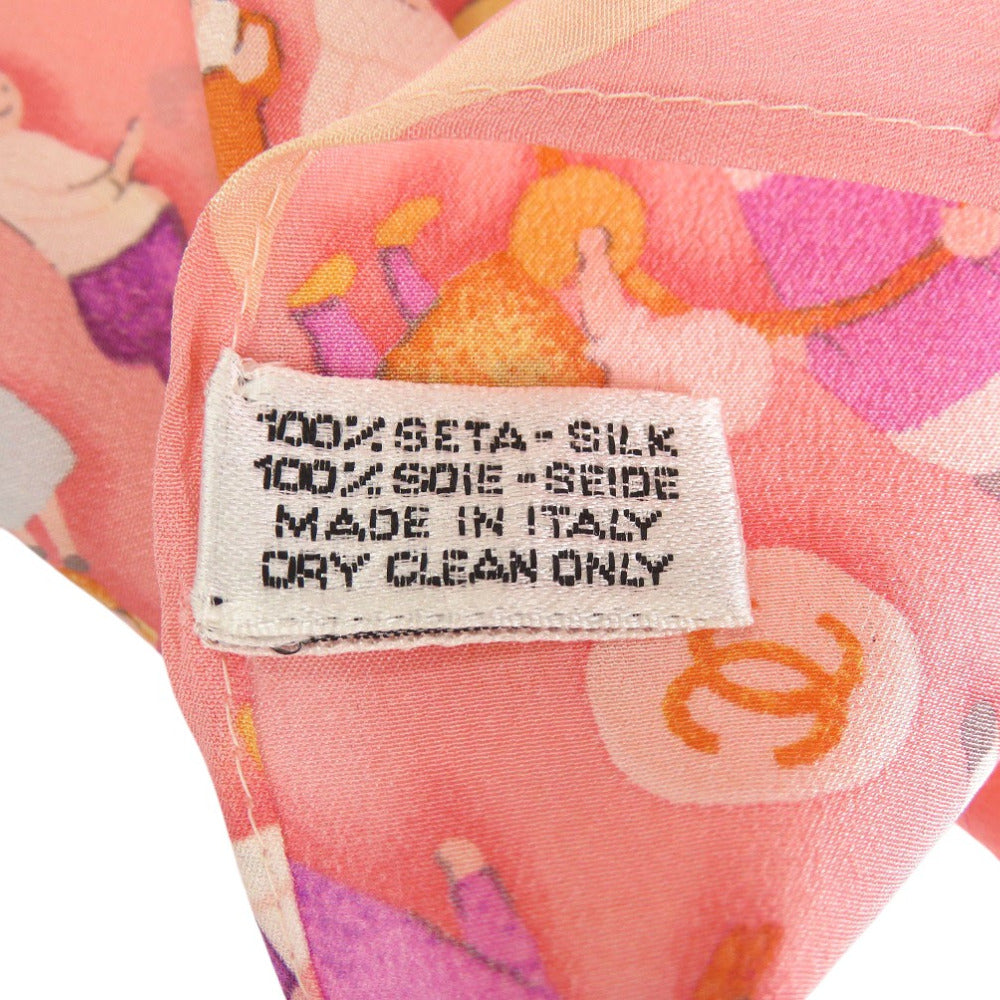 100% SETA - SILK
100% SOIE - SEIDE
MADE IN ITALY
DRY CLEAN ONLY